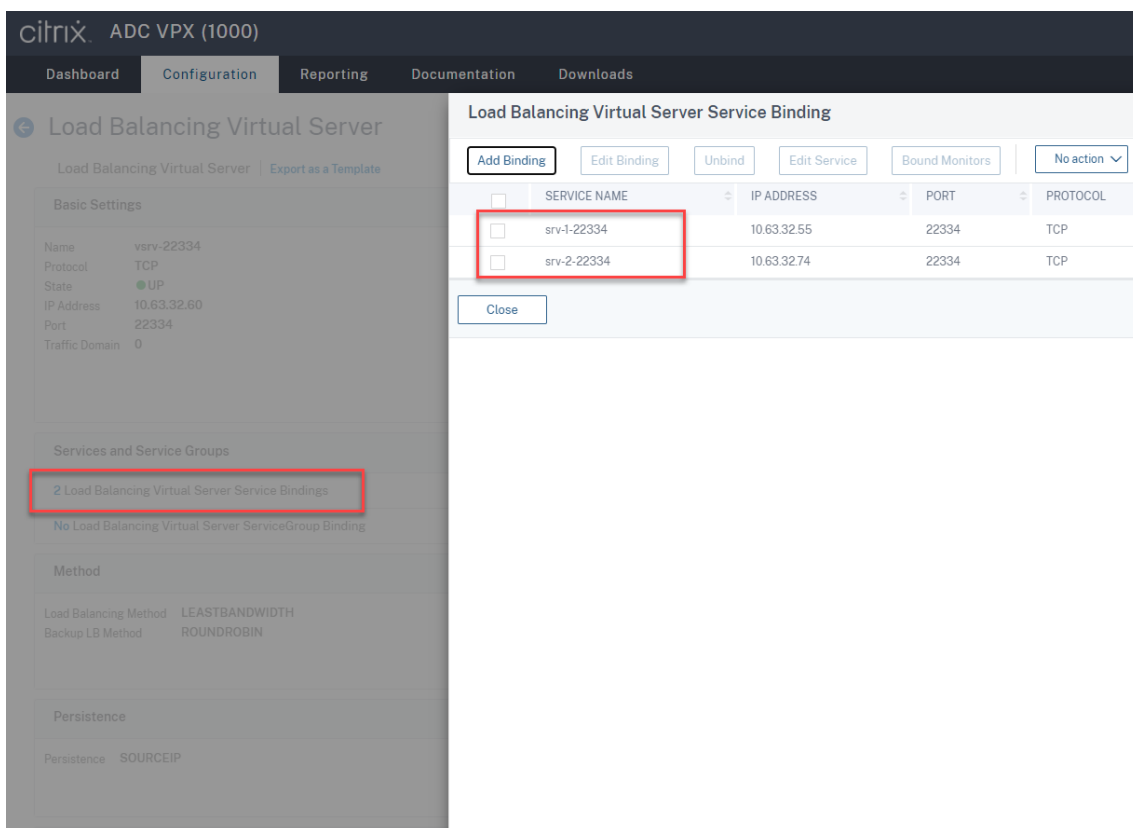 citrix. ADC VPX (1000)
Dashboard Configuration Reporting Documentation Downloads
Load Balancing Virtual Server
Load Balancing Virtual Server | Export as a Template
Basic Settings
Name vsrv-22334
Protocol TCP
State UP
IP Address 10.63.32.60
Port 22334
Traffic Domain 0
Services and Service Groups
2 Load Balancing Virtual Server Service Bindings
No Load Balancing Virtual Server ServiceGroup Binding
Method
Load Balancing Method LEASTBANDWIDTH
Backup LB Method ROUNDROBIN
Persistence
Persistence SOURCEIP
Load Balancing Virtual Server Service Binding
Add Binding Edit Binding Unbind Edit Service Bound Monitors No action
SERVICE NAME IP ADDRESS PORT PROTOCOL
srv-1-22334 10.63.32.55 22334 TCP
srv-2-22334 10.63.32.74 22334 TCP
Close